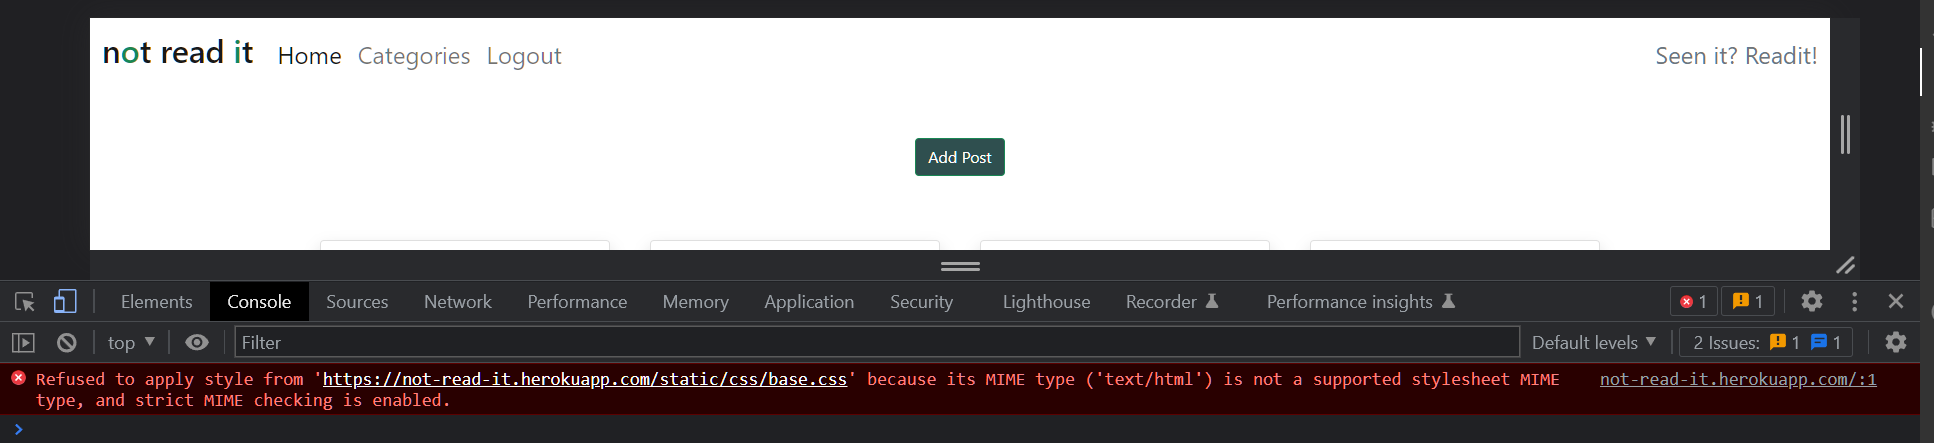 not read it Home Categories Logout Seen it? Readit!
Add Post
Elements Console Sources Network Performance Memory Application Security Lighthouse Recorder Performance insights 1 1
top Filter Default levels 2 Issues: 1 1
Refused to apply style from 'https://not-read-it.herokuapp.com/static/css/base.css' because its MIME type ('text/html') is not a supported stylesheet MIME not-read-it.herokuapp.com/:1
type, and strict MIME checking is enabled.